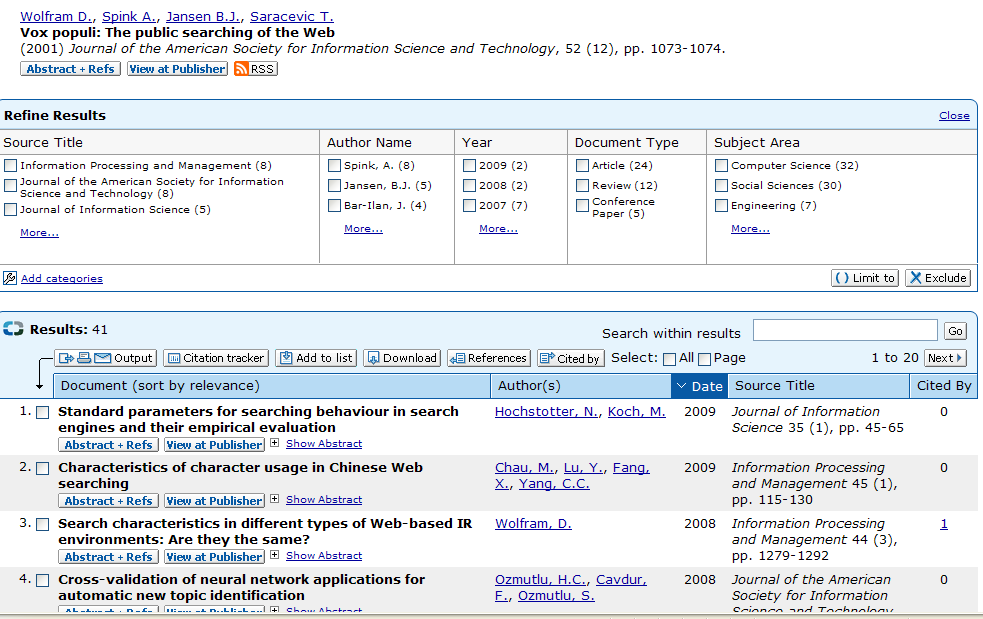 Wolfram D., Spink A., Jansen B.J., Saracevic T.
Vox populi: The public searching of the Web
(2001) Journal of the American Society for Information Science and Technology, 52 (12), pp. 1073-1074.
Abstract + Refs View at Publisher RSS
Refine Results Close
Source Title Author Name Year Document Type Subject Area
Information Processing and Management (8) Spink, A. (8) 2009 (2) Article (24) Computer Science (32)
Journal of the American Society for Information
Science and Technology (8) Jansen, B.J. (5) 2008 (2) Review (12) Social Sciences (30)
Journal of Information Science (5) Bar-Ilan, J. (4) 2007 (7) Conference
Paper (5) Engineering (7)
More... More... More... More...
Add categories Limit to Exclude
Results: 41
Search within results Go
Output Citation tracker Add to list Download References Cited by Select: All Page 1 to 20 Next
Document (sort by relevance) Author(s) Date Source Title Cited By
1. Standard parameters for searching behaviour in search Hochstotter, N., Koch, M. 2009 Journal of Information 0
engines and their empirical evaluation Science 35 (1), pp. 45-65
Abstract + Refs View at Publisher Show Abstract
2. Characteristics of character usage in Chinese Web Chau, M., Lu, Y., Fang, 2009 Information Processing 0
searching X., Yang, C.C. and Management 45 (1),
Abstract + Refs View at Publisher Show Abstract pp. 115-130
3. Search characteristics in different types of Web-based IR Wolfram, D. 2008 Information Processing 1
environments: Are they the same? and Management 44 (3),
Abstract + Refs View at Publisher Show Abstract pp. 1279-1292
4. Cross-validation of neural network applications for Ozmutlu, H.C., Cavdur, 2008 Journal of the American 0
automatic new topic identification F., Ozmutlu, S. Society for Information
Abstract + Refs View at Publisher Show Abstract Science and Technology